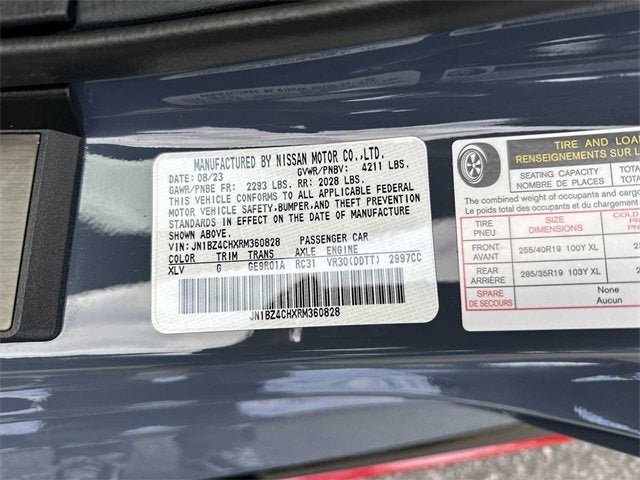 MANUFACTURED BY NISSAN MOTOR CO.,LTD.
DATE: 08/23 GVWR/PNBV: 4211 LBS.
GAWR/PNBE FR: 2293 LBS. RR: 2028 LBS.
THIS VEHICLE CONFORMS TO ALL APPLICABLE FEDERAL
MOTOR VEHICLE SAFETY, BUMPER, AND THEFT PREVENTION
STANDARDS IN EFFECT ON THE DATE OF MANUFACTURE
SHOWN ABOVE.
VIN: JN1BZ4CHXRM360828 PASSENGER CAR
COLOR TRIM TRANS AXLE ENGINE
XLV G GE9R01A RC31 VR30(DDTT) 2997CC
JN1BZ4CHXRM360828
TIRE AND LOA
RENSEIGNEMENTS SUR L
SEATING CAPACITY TOTA
NOMBRE DE PLACES TOTA
The combined weight of occupants and cargo
Le poids total des occupants et du chargement
TIRE SIZE COLD
PNEU DIMENSIONS
FRONT 255/40R19 100Y XL
AVANT
REAR 285/35R19 103Y XL
ARRIÈRE
SPARE None
DE SECOURS Aucun